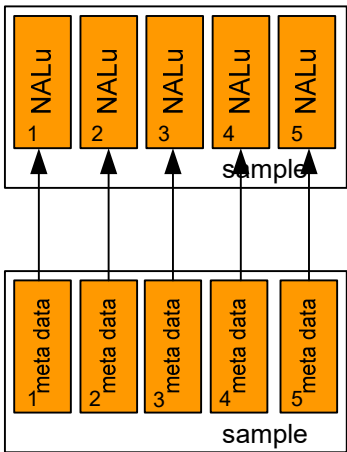 NALu NALu NALu NALu NALu
1 2 3 4 5
sample
meta data meta data meta data meta data meta data
1 2 3 4 5
sample